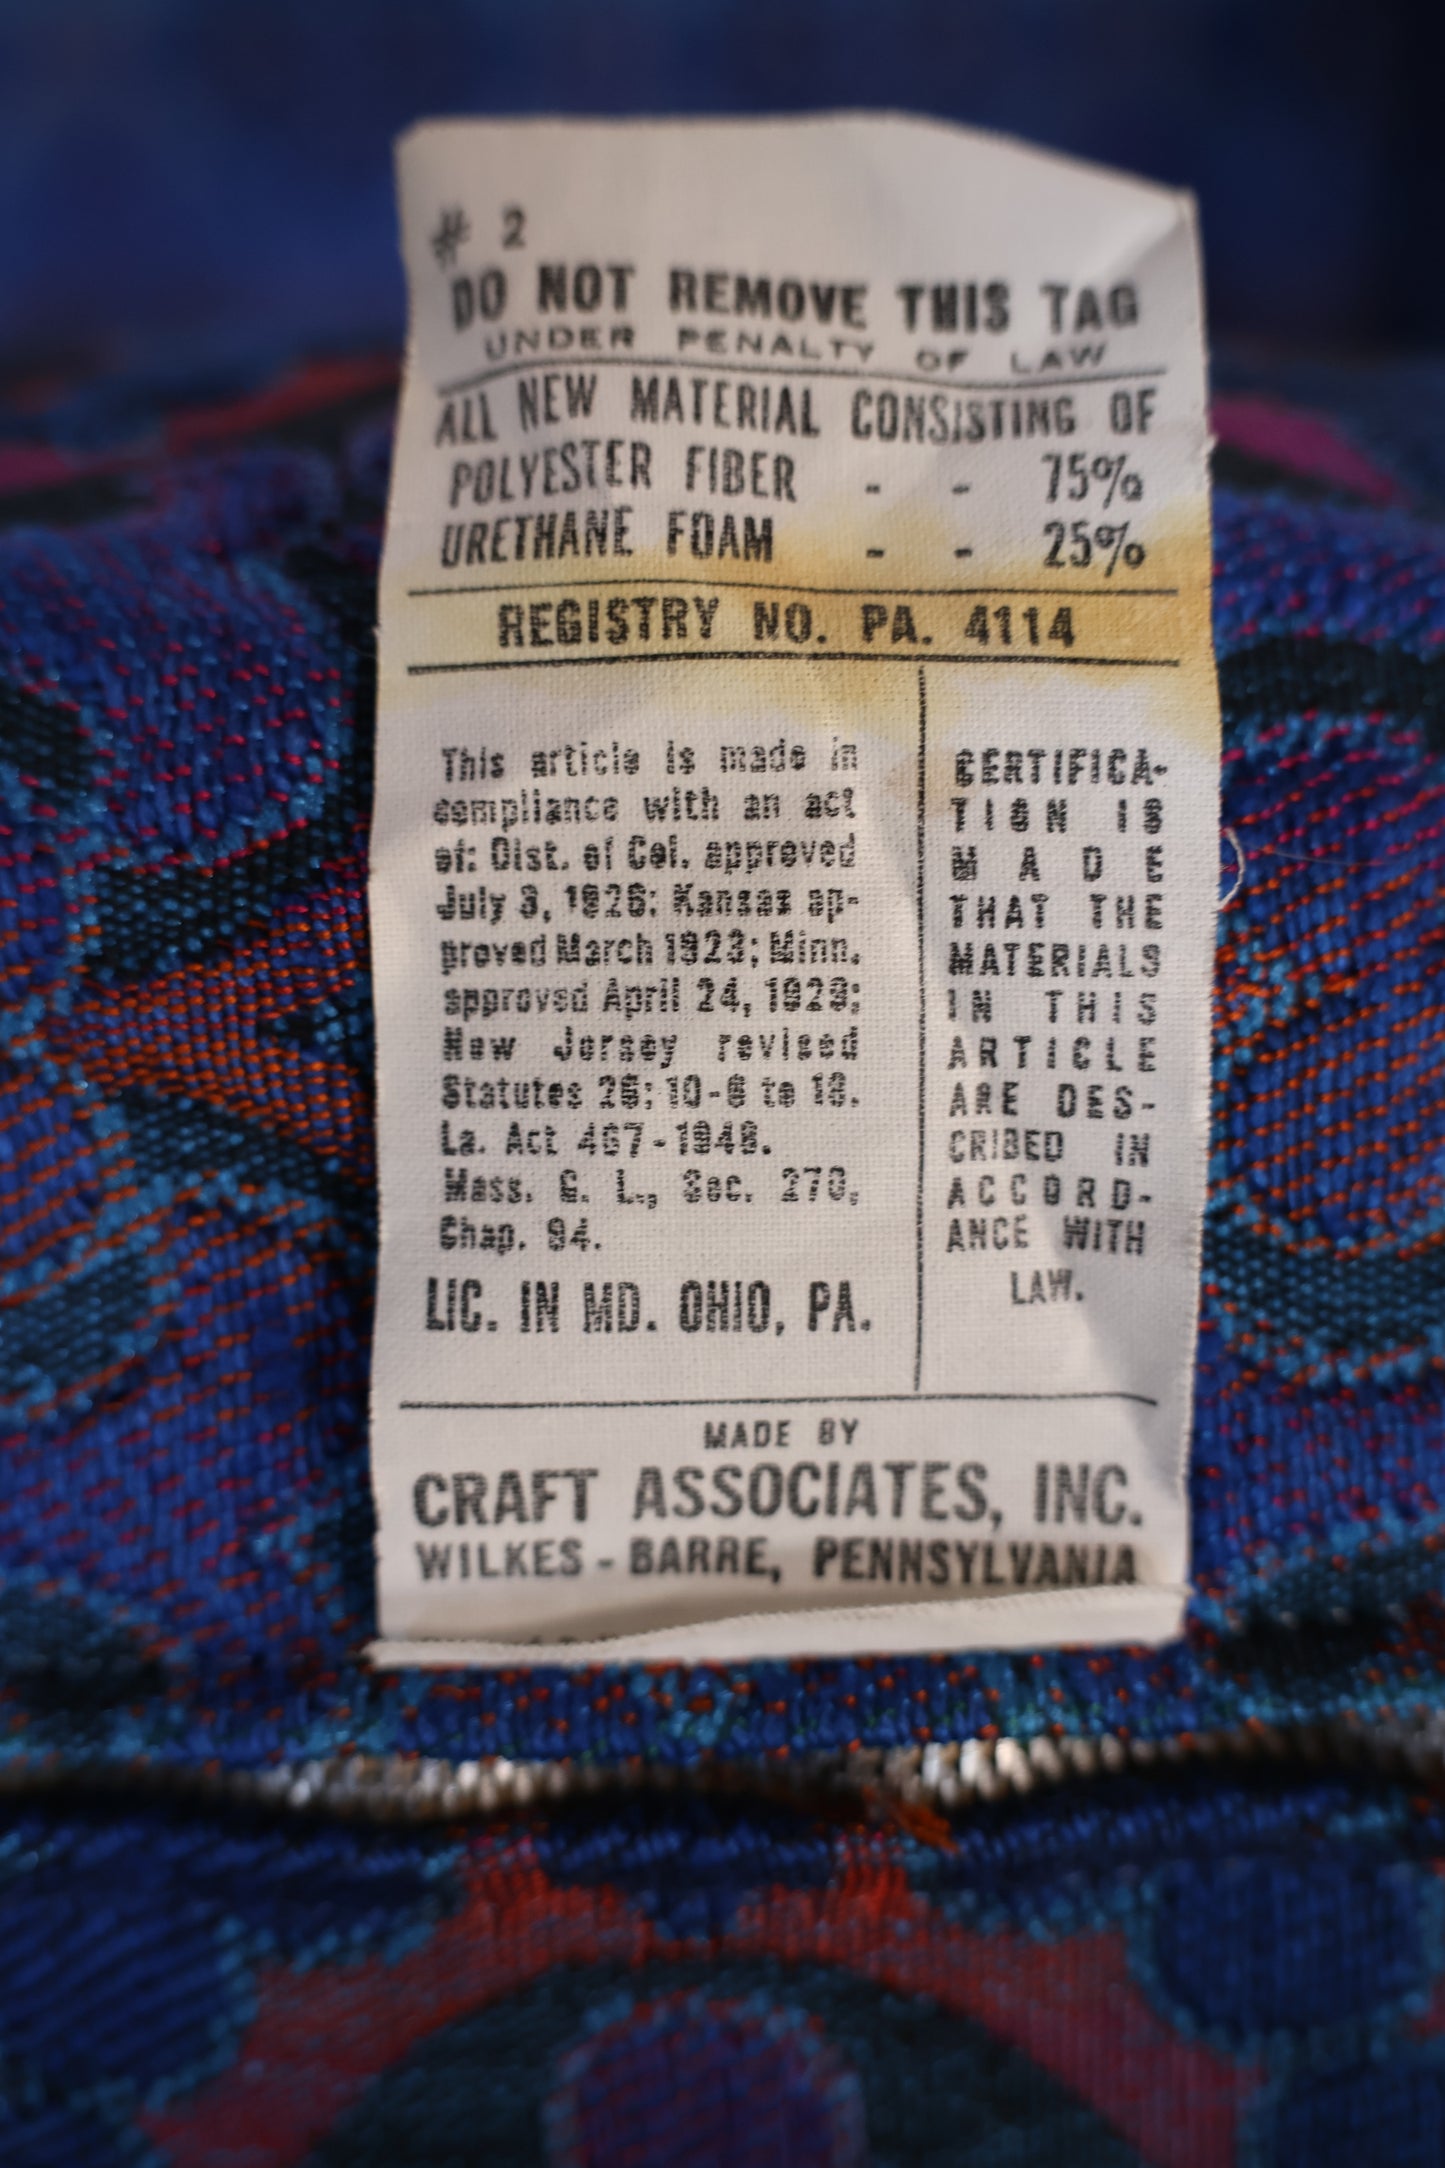 # 2
DO NOT REMOVE THIS TAG
UNDER PENALTY OF LAW
ALL NEW MATERIAL CONSISTING OF
POLYESTER FIBER - - 75%
URETHANE FOAM - - 25%
REGISTRY NO. PA. 4114
This article is made in
compliance with an act
of: Dist. of Col. approved
July 3, 1926; Kansas ap-
proved March 1923; Minn.
approved April 24, 1929;
New Jersey revised
Statutes 26:10-6 to 18.
La. Act 467-1948.
Mass. G. L., Sec. 270,
Chap. 94.
LIC. IN MD. OHIO, PA.
CERTIFICA-
TION IS
MADE
THAT THE
MATERIALS
IN THIS
ARTICLE
ARE DES-
CRIBED IN
ACCORD-
ANCE WITH
LAW.
MADE BY
CRAFT ASSOCIATES, INC.
WILKES-BARRE, PENNSYLVANIA